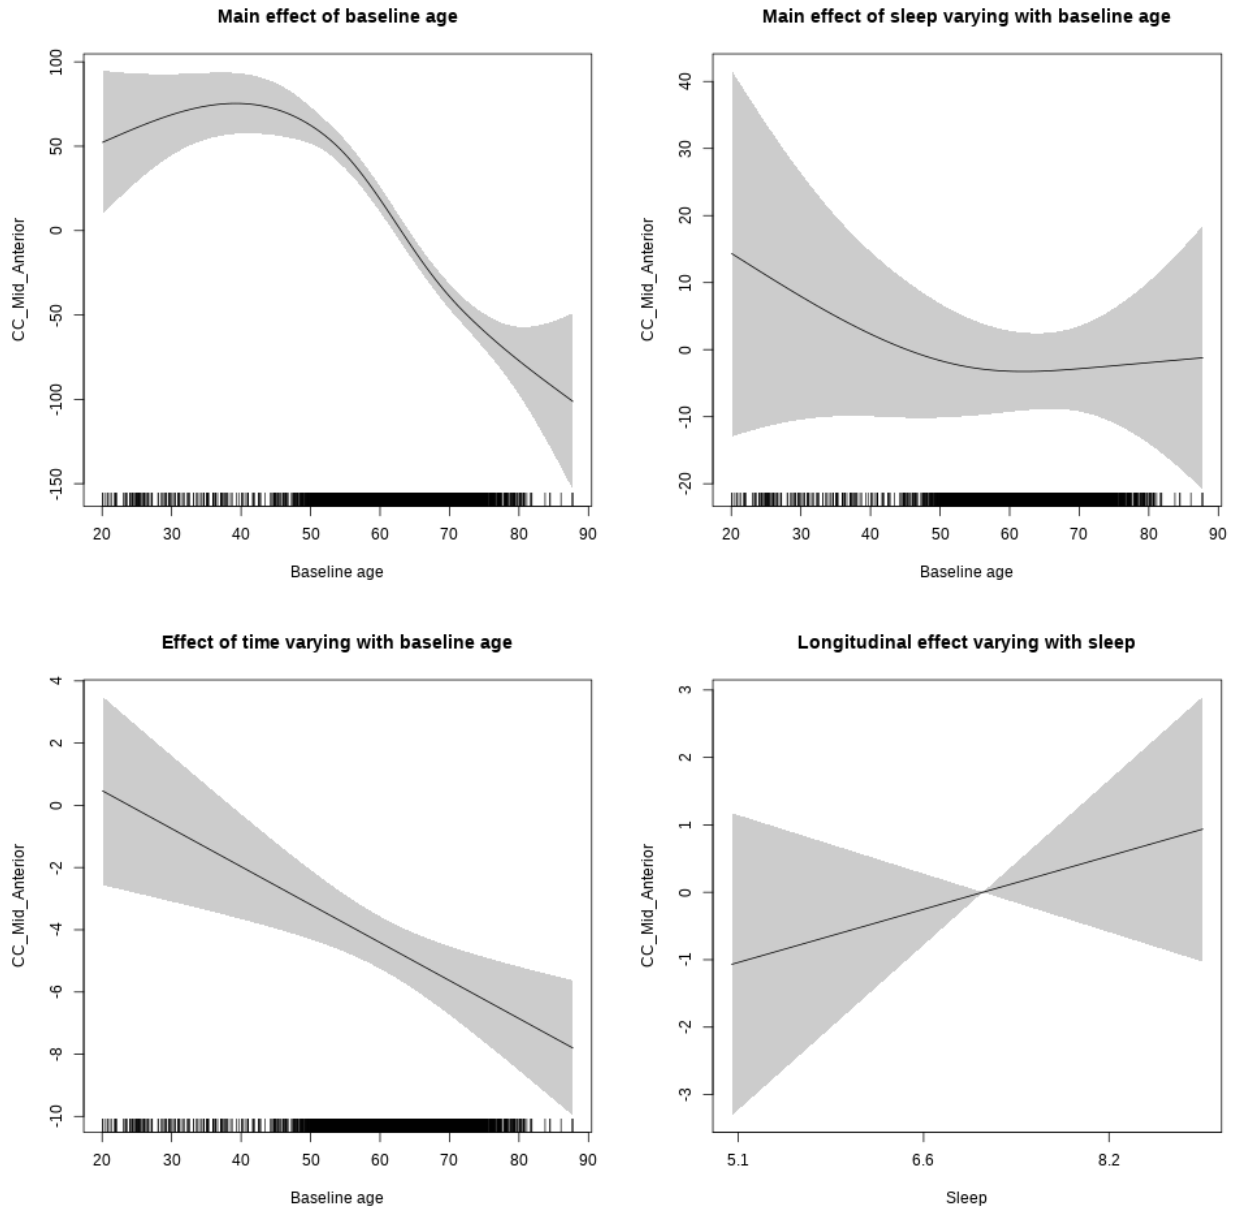 Main effect of baseline age
CC_Mid_Anterior
100
50
0
-50
-100
-150
20 30 40 50 60 70 80 90
Baseline age
Main effect of sleep varying with baseline age
CC_Mid_Anterior
40
30
20
10
0
-10
-20
20 30 40 50 60 70 80 90
Baseline age
Effect of time varying with baseline age
CC_Mid_Anterior
4
2
0
-2
-4
-6
-8
-10
20 30 40 50 60 70 80 90
Baseline age
Longitudinal effect varying with sleep
CC_Mid_Anterior
3
2
1
0
-1
-2
-3
5.1 6.6 8.2
Sleep